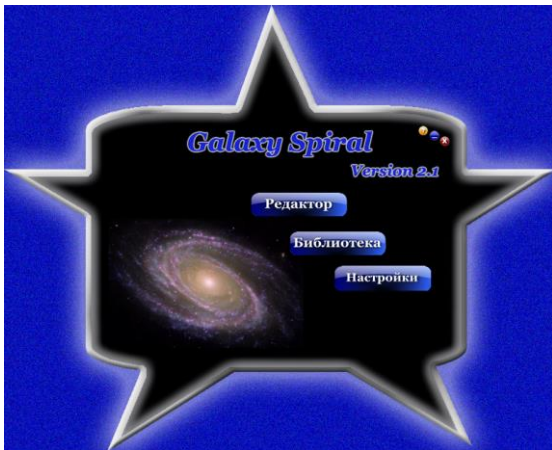 Galaxy Spiral
Version 2.1
Редактор
Библиотека
Настройки